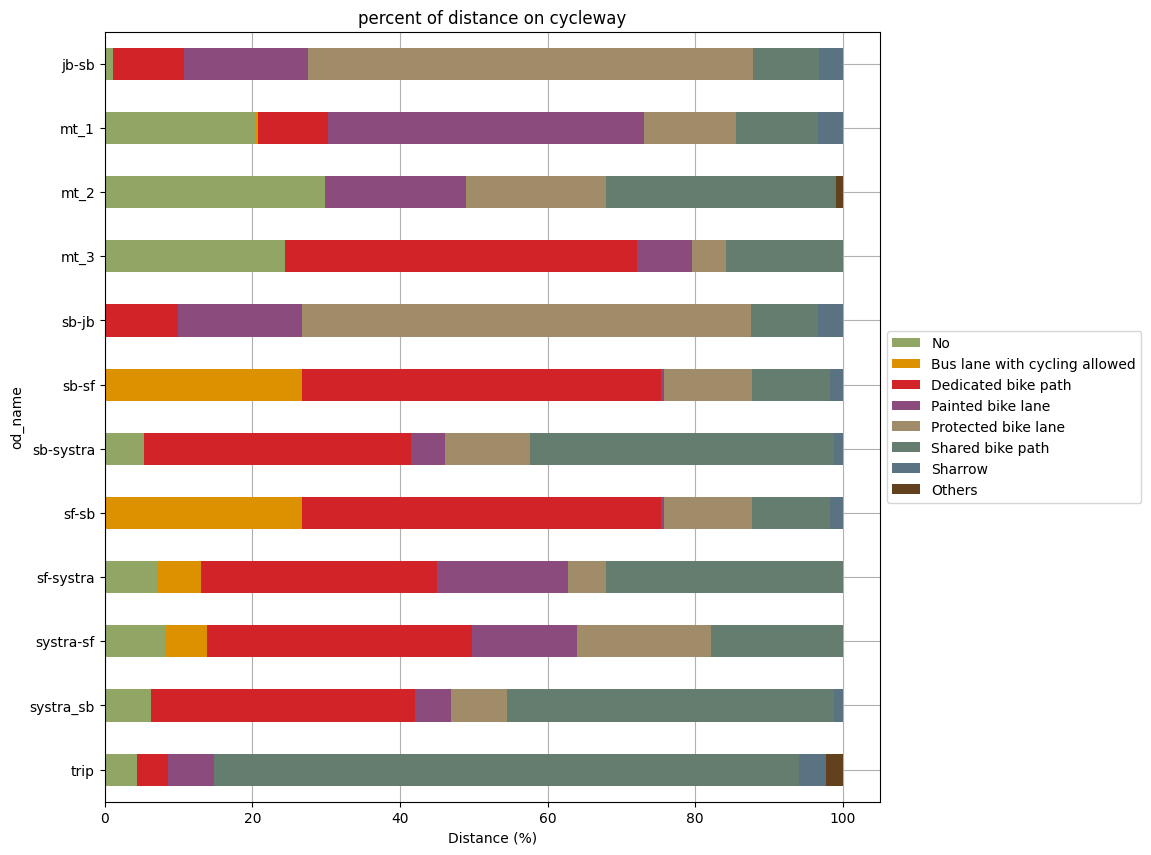 percent of distance on cycleway
od_name
jb-sb
mt_1
mt_2
mt_3
sb-jb
sb-sf
sb-systra
sf-sb
sf-systra
systra-sf
systra_sb
trip
0 20 40 60 80 100
Distance (%)
No
Bus lane with cycling allowed
Dedicated bike path
Painted bike lane
Protected bike lane
Shared bike path
Sharrow
Others